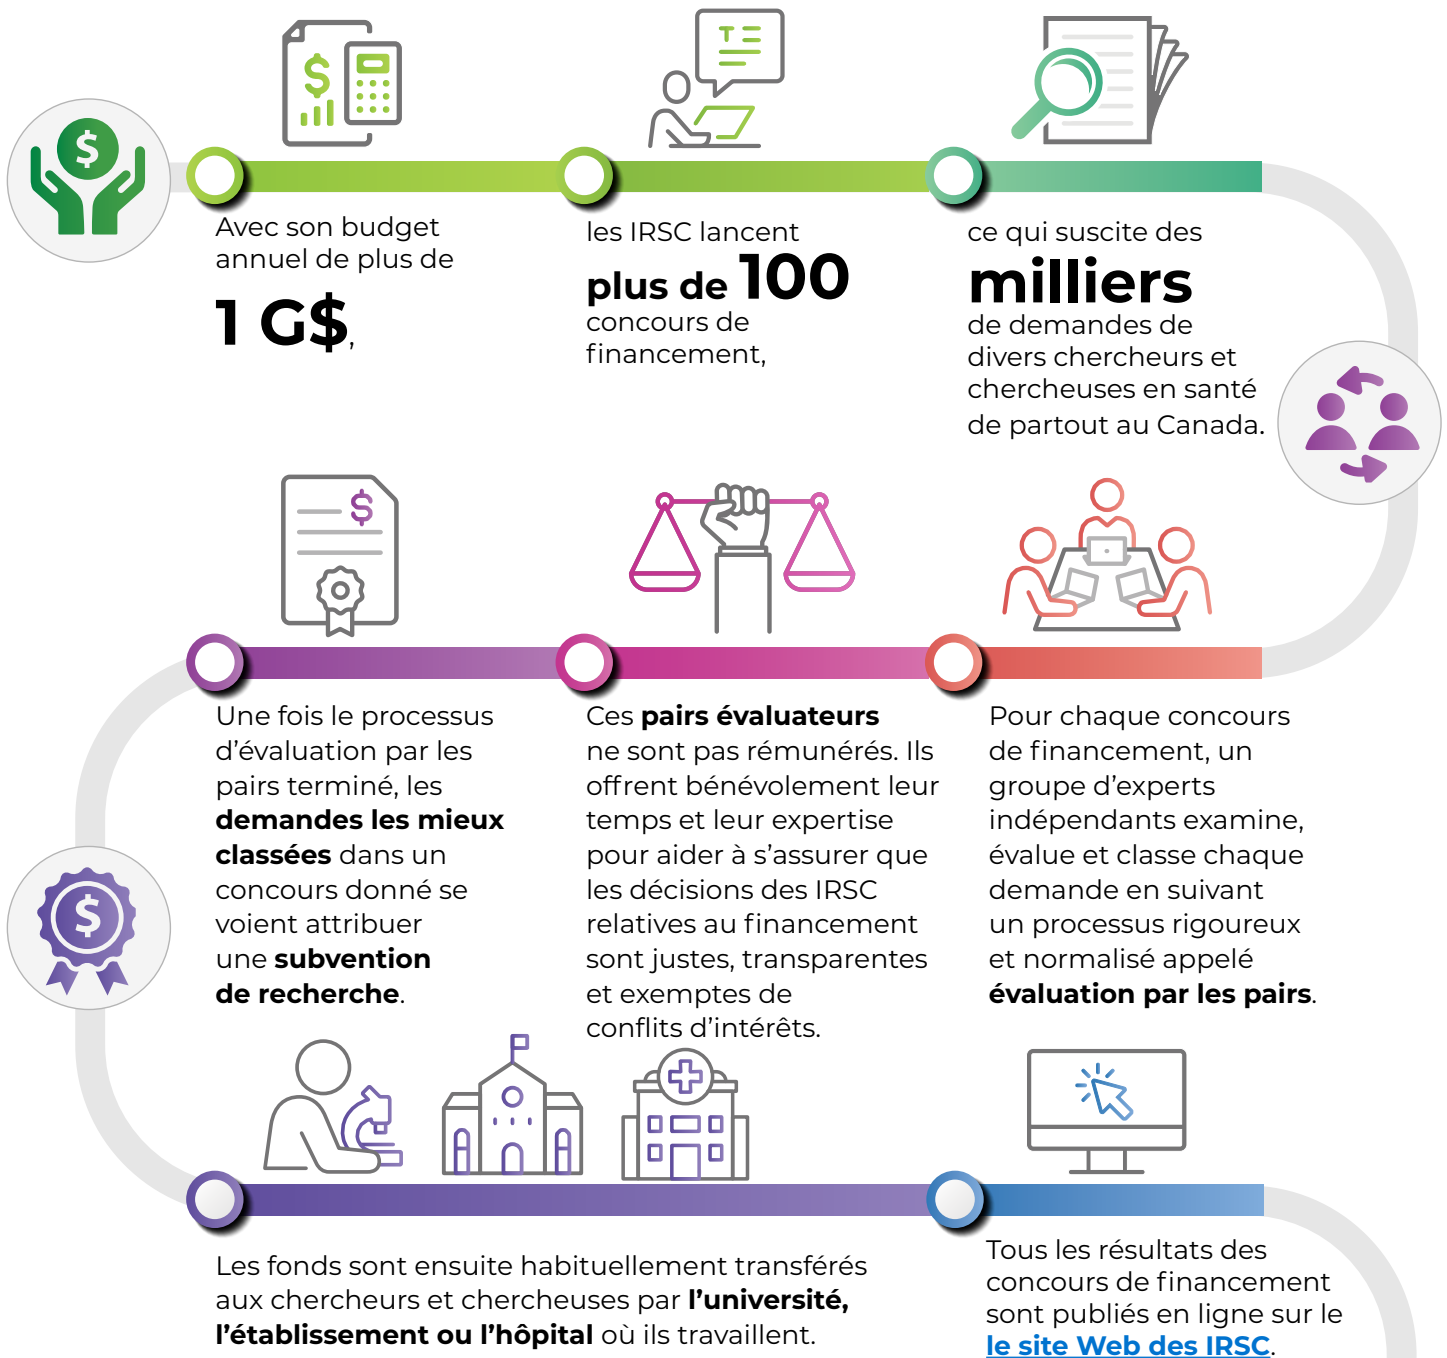 Avec son budget
annuel de plus de
1 G$,
les IRSC lancent
plus de 100
concours de
financement,
ce qui suscite des
milliers
de demandes de
divers chercheurs et
chercheuses en santé
de partout au Canada.
Pour chaque concours
de financement, un
groupe d’experts
indépendants examine,
évalue et classe chaque
demande en suivant
un processus rigoureux
et normalisé appelé
évaluation par les pairs.
Ces pairs évaluateurs
ne sont pas rémunérés. Ils
offrent bénévolement leur
temps et leur expertise
pour aider à s’assurer que
les décisions des IRSC
relatives au financement
sont justes, transparentes
et exemptes de
conflits d’intérêts.
Une fois le processus
d’évaluation par les
pairs terminé, les
demandes les mieux
classées dans un
concours donné se
voient attribuer
une subvention
de recherche.
Les fonds sont ensuite habituellement transférés
aux chercheurs et chercheuses par l’université,
l’établissement ou l’hôpital où ils travaillent.
Tous les résultats des
concours de financement
sont publiés en ligne sur le
le site Web des IRSC.